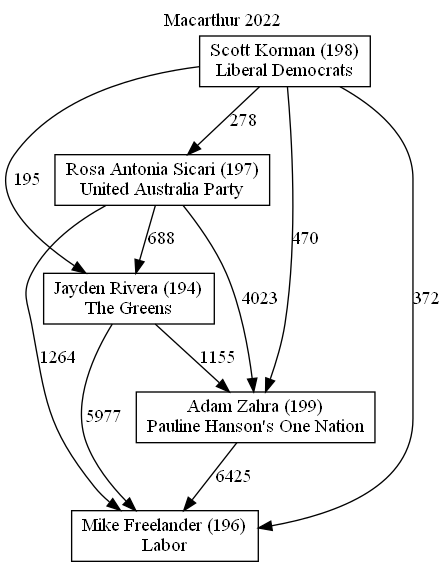 Macarthur 2022
Scott Korman (198)
Liberal Democrats
278
Rosa Antonia Sicari (197)
United Australia Party
195
688
470
Jayden Rivera (194)
The Greens
4023
372
1264
1155
5977
Adam Zahra (199)
Pauline Hanson's One Nation
6425
Mike Freelander (196)
Labor